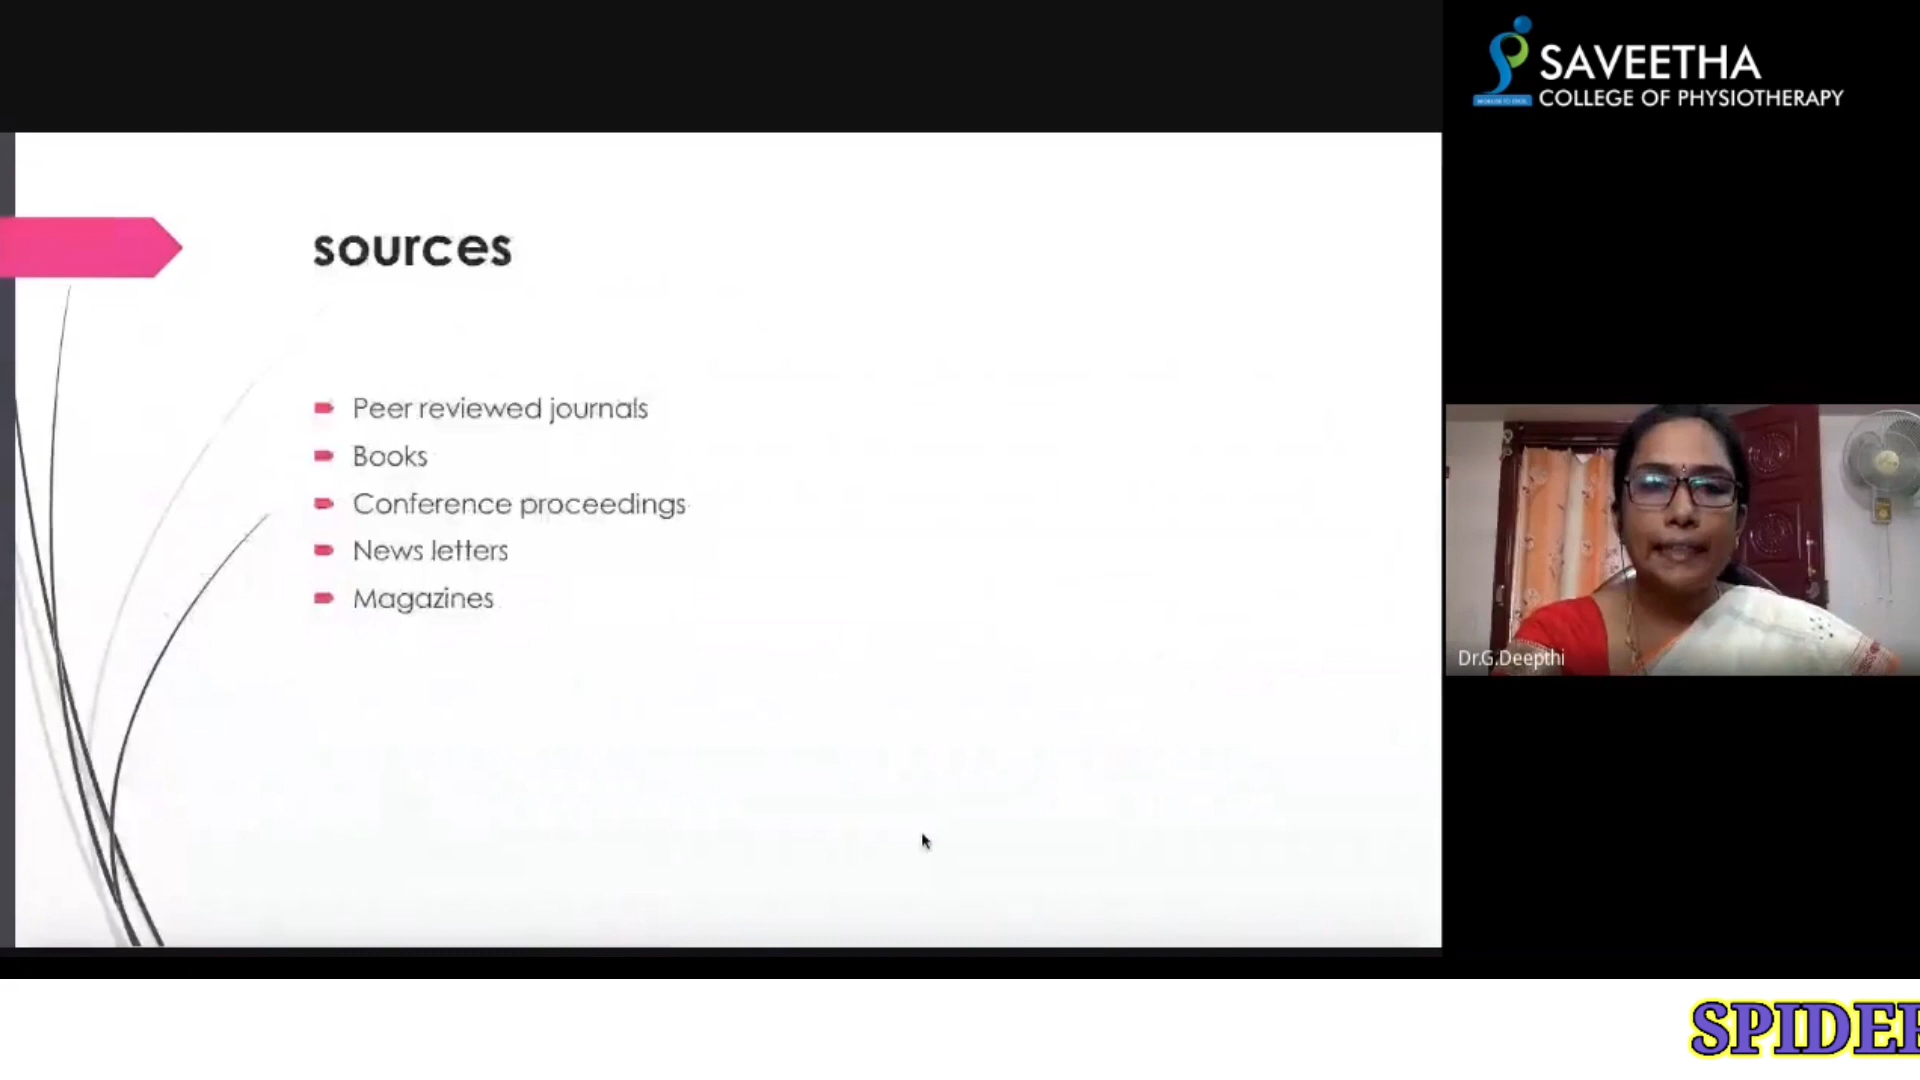 SAVEETHA
COLLEGE OF PHYSIOTHERAPY
sources
Peer reviewed journals
Books
Conference proceedings
News letters
Magazines
Dr.G.Deepthi